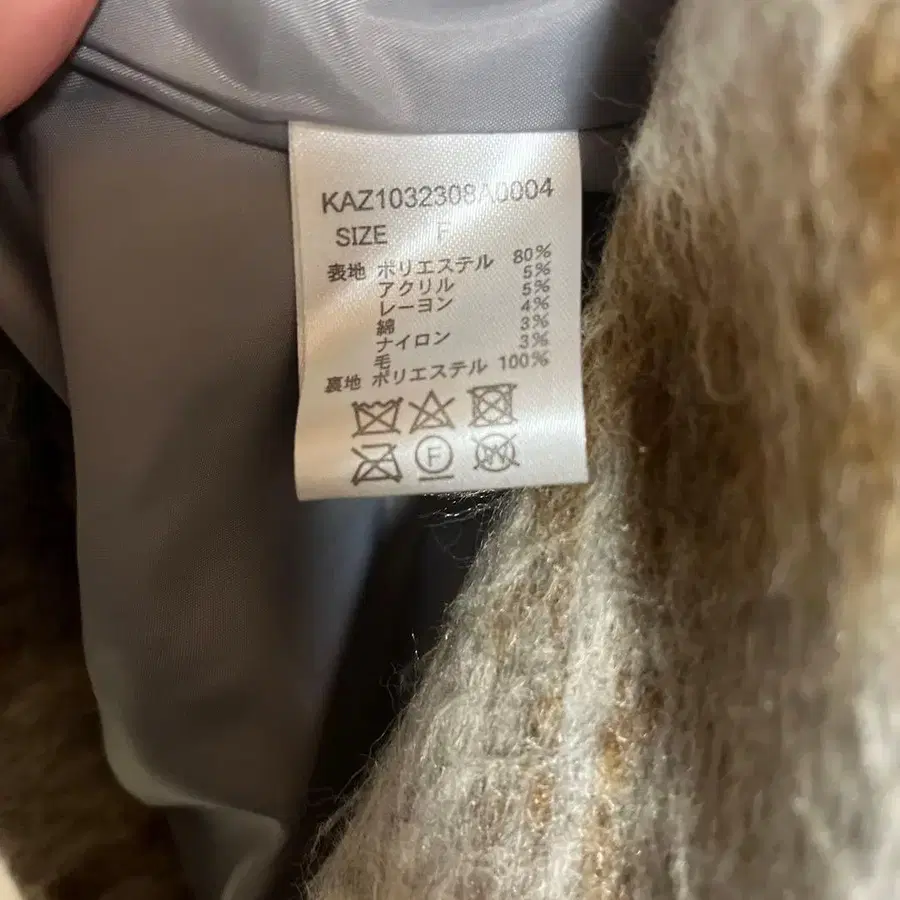 KAZ1032308A0004
SIZE F
表地 ポリエステル 80%
アクリル 5%
レーヨン 5%
綿 4%
ナイロン 3%
毛 3%
裏地 ポリエステル 100%
F
W